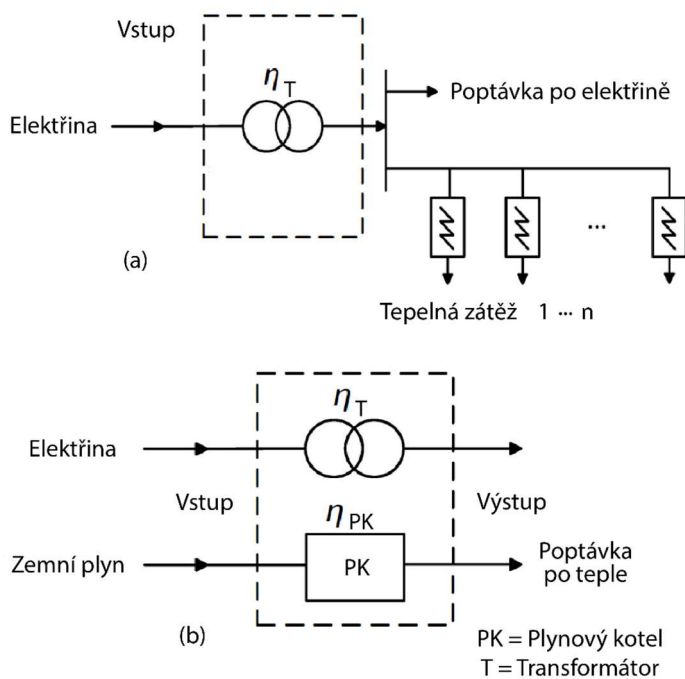 Vstup
η T
Elektřina
Poptávka po elektřině
...
(a)
Tepelná zátěž 1 ... n
η T
Elektřina
Vstup
Výstup
η PK
Zemní plyn
PK
Poptávka
po teple
(b)
PK = Plynový kotel
T = Transformátor